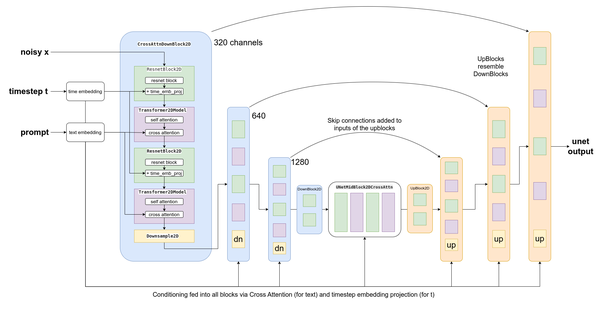 CrossAttnDownBlock2D
320 channels
noisy x
ResnetBlock2D
resnet block
+ time_emb_proj
timestep t
time embedding
Transformer2DModel
self attention
cross attention
prompt
text embedding
ResnetBlock2D
resnet block
+ time_emb_proj
Transformer2DModel
self attention
cross attention
Downsample2D
640
dn
1280
dn
DownBlock2D
Skip connections added to
inputs of the upblocks
UNetMidBlock2DCrossAttn
UpBlock2D
up
UpBlocks
resemble
DownBlocks
up
up
unet
output
Conditioning fed into all blocks via Cross Attention (for text) and timestep embedding projection (for t)